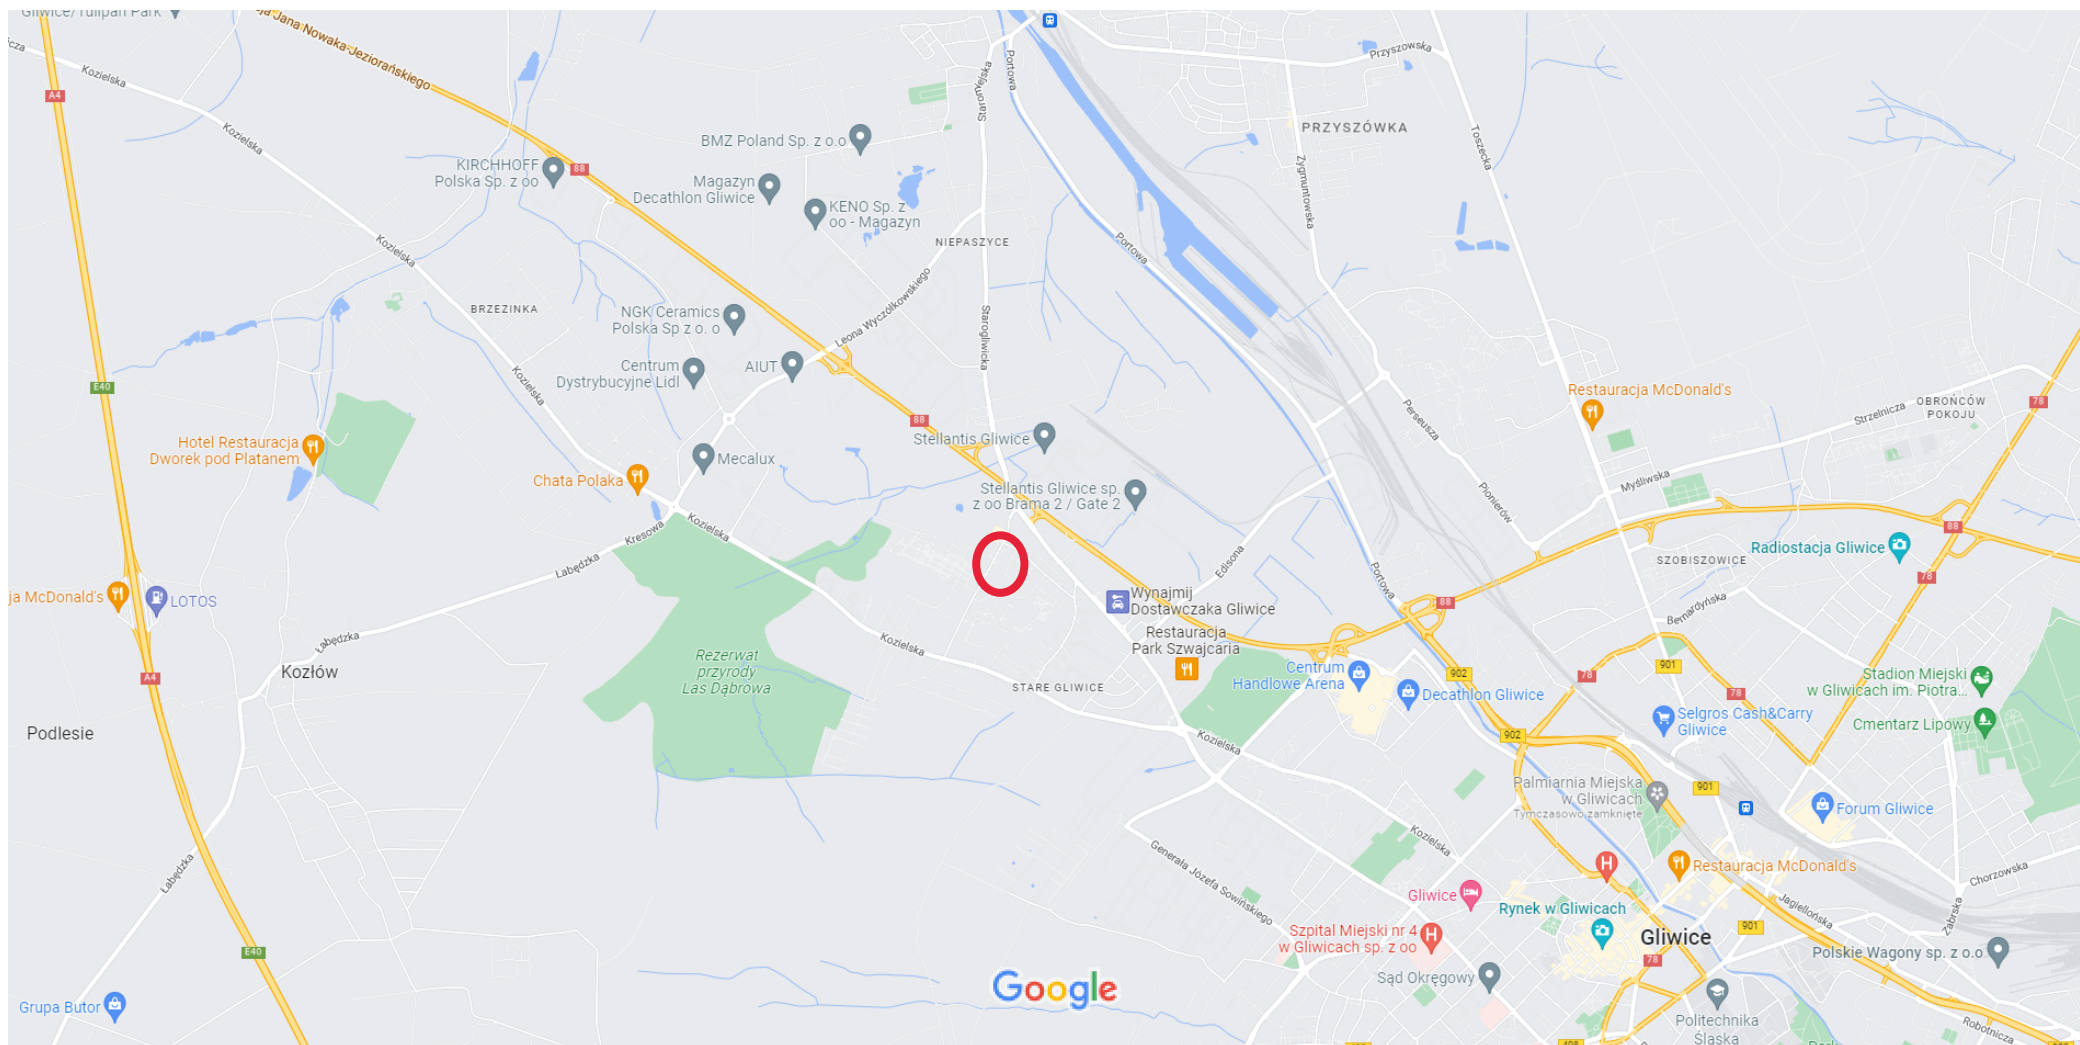 Gliwice/Tulipan Park
Jana Nowaka-Jeziorańskiego
Kozielska
A4
Kozielska
KIRCHHOFF
Polska Sp. z oo
88
BMZ Poland Sp. z o.o
Magazyn
Decathlon Gliwice
KENO Sp. z
oo - Magazyn
Starowiejska
Portowa
Przyszowska
PRZYSZÓWKA
Toszecka
Zygmuntowska
NIEPASZYCE
Portowa
Kozielska
BRZEZINKA
NGK Ceramics
Polska Sp z o. o
Leona Wyczółkowskiego
Starogliwicka
Centrum
Dystrybucyjne Lidl
AIUT
Kozielska
E40
88
Restauracja McDonald's
Perseusza
Strzelnicza
OBROŃCÓW
POKOJU
78
Hotel Restauracja
Dworek pod Platanem
Stellantis Gliwice
Mecalux
Chata Polaka
Stellantis Gliwice sp.
z oo Brama 2 / Gate 2
Pionierów
Myśliwska
Kresowa
Kozielska
Łabędzka
Edisona
Portowa
88
Radiostacja Gliwice
SZOBISZOWICE
78
ja McDonald's
LOTOS
Wynajmij
Dostawczaka Gliwice
88
Bernardyńska
Łabędzka
Kozielska
Restauracja
Park Szwajcaria
Kozłów
A4
Rezerwat
przyrody
Las Dąbrowa
STARE GLIWICE
Centrum
Handlowe Arena
Decathlon Gliwice
902
78
901
78
Stadion Miejski
w Gliwicach im. Piotra...
Selgros Cash&Carry
Gliwice
Cmentarz Lipowy
Podlesie
Kozielska
902
Palmiarnia Miejska
w Gliwicach
Tymczasowo zamknięte
901
Forum Gliwice
Kozielska
Generała Józefa Sowińskiego
Łabędzka
Restauracja McDonald's
Chorzowska
Gliwice
Rynek w Gliwicach
Jagiellońska
Zabrska
Szpital Miejski nr 4
w Gliwicach sp. z oo
Gliwice
901
E40
78
Polskie Wagony sp. z o.o
Sąd Okręgowy
Google
Grupa Butor
Politechnika
Śląska
Robotnicza
408